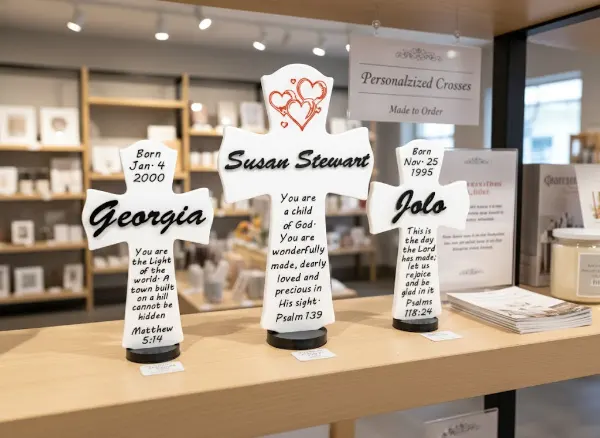 Personalzized Crosses
Made to Order
Born
Jan. 4
2000
Georgia
You are
the Light
of the
world. A
town built
on a hill
cannot be
hidden
Matthew
5:14
Susan Stewart
You are
a child
of God.
You are
wonderfully
made, dearly
loved and
precious in
His sight.
Psalm 139
Born
Nov. 25
1995
Jolo
This is
the day
the Lord
has made;
let us
rejoice
and be
glad in it
Psalms
118:24